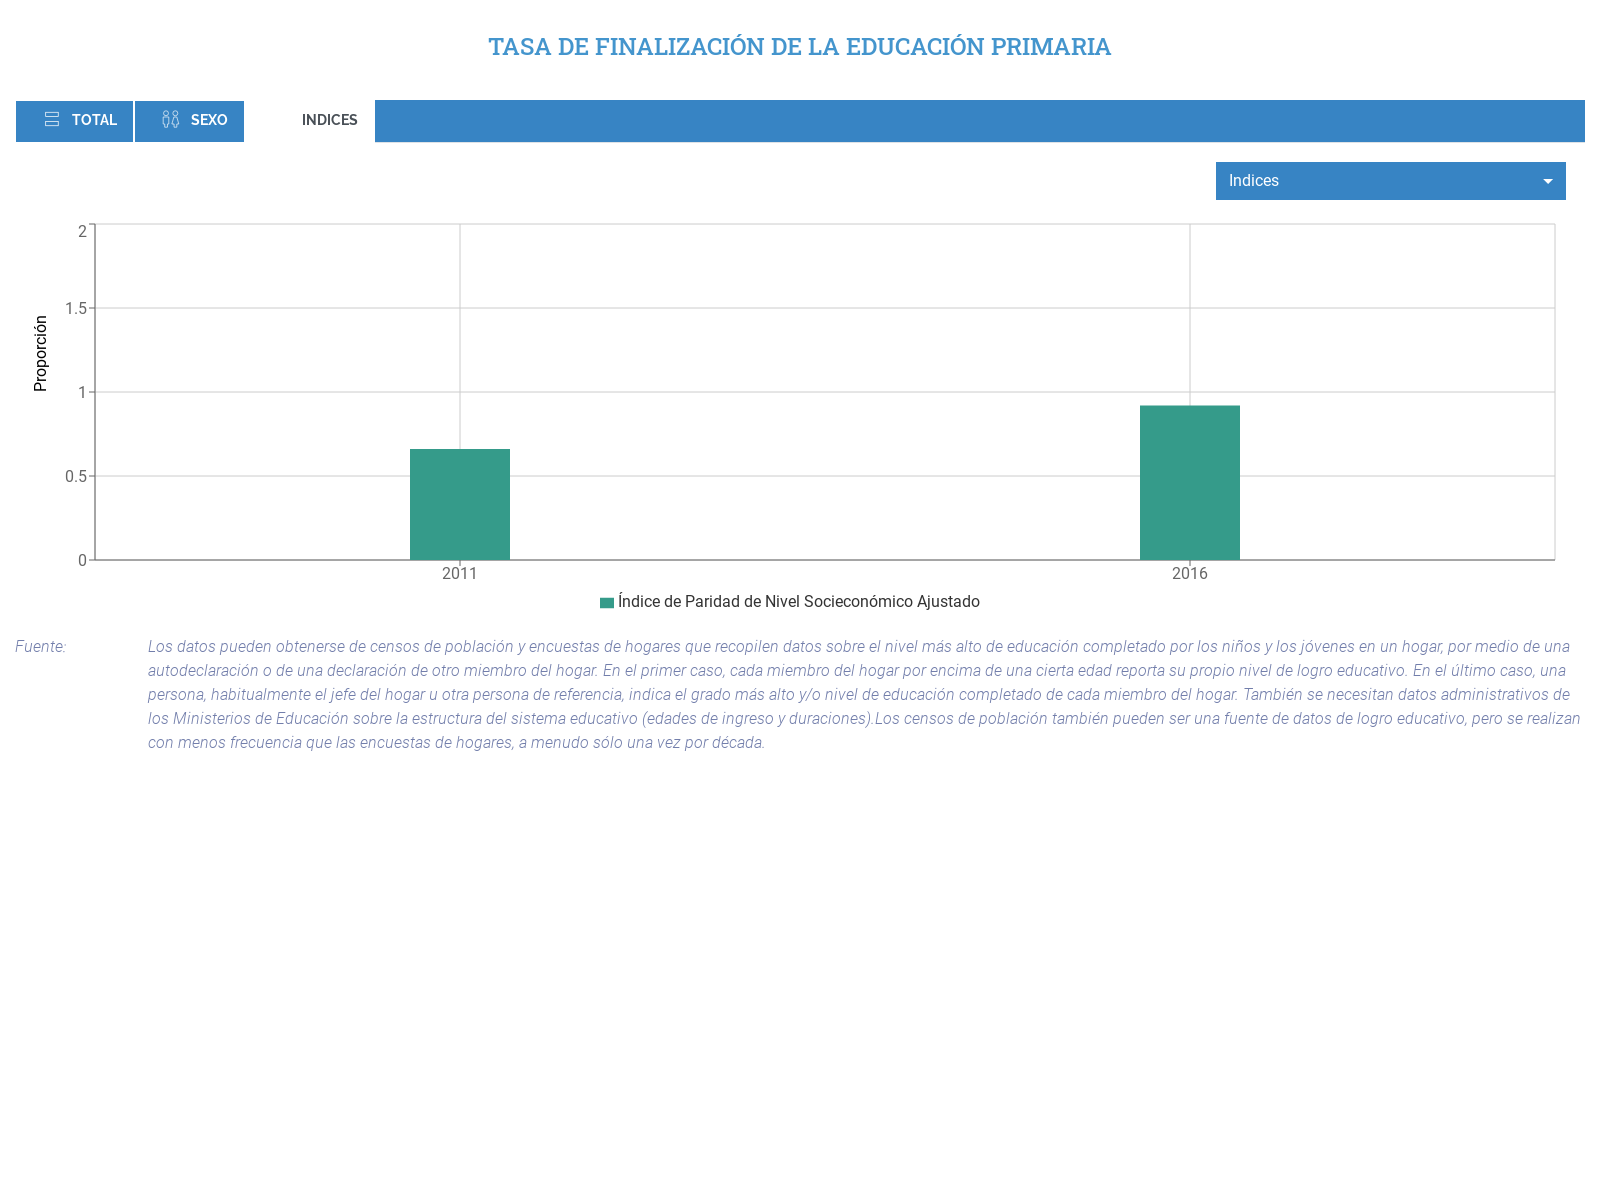 TASA DE FINALIZACIÓN DE LA EDUCACIÓN PRIMARIA
TOTAL
SEXO
INDICES
Indices
2
1.5
1
0.5
0
Proporción
2011
2016
Índice de Paridad de Nivel Socieconómico Ajustado
Fuente:
Los datos pueden obtenerse de censos de población y encuestas de hogares que recopilen datos sobre el nivel más alto de educación completado por los niños y los jóvenes en un hogar, por medio de una
autodeclaración o de una declaración de otro miembro del hogar. En el primer caso, cada miembro del hogar por encima de una cierta edad reporta su propio nivel de logro educativo. En el último caso, una
persona, habitualmente el jefe del hogar u otra persona de referencia, indica el grado más alto y/o nivel de educación completado de cada miembro del hogar. También se necesitan datos administrativos de
los Ministerios de Educación sobre la estructura del sistema educativo (edades de ingreso y duraciones).Los censos de población también pueden ser una fuente de datos de logro educativo, pero se realizan
con menos frecuencia que las encuestas de hogares, a menudo sólo una vez por década.